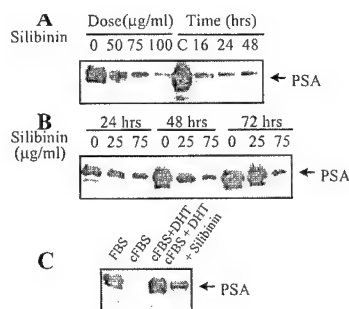 A Dose(µg/ml) Time (hrs)
Silibinin 0 50 75 100 C 16 24 48
← PSA
B 24 hrs 48 hrs 72 hrs
Silibinin 0 25 75 0 25 75 0 25 75
(µg/ml)
← PSA
FBS
cFBS
cFBS+DHT
cFBS + DHT
+ Silibinin
C
← PSA